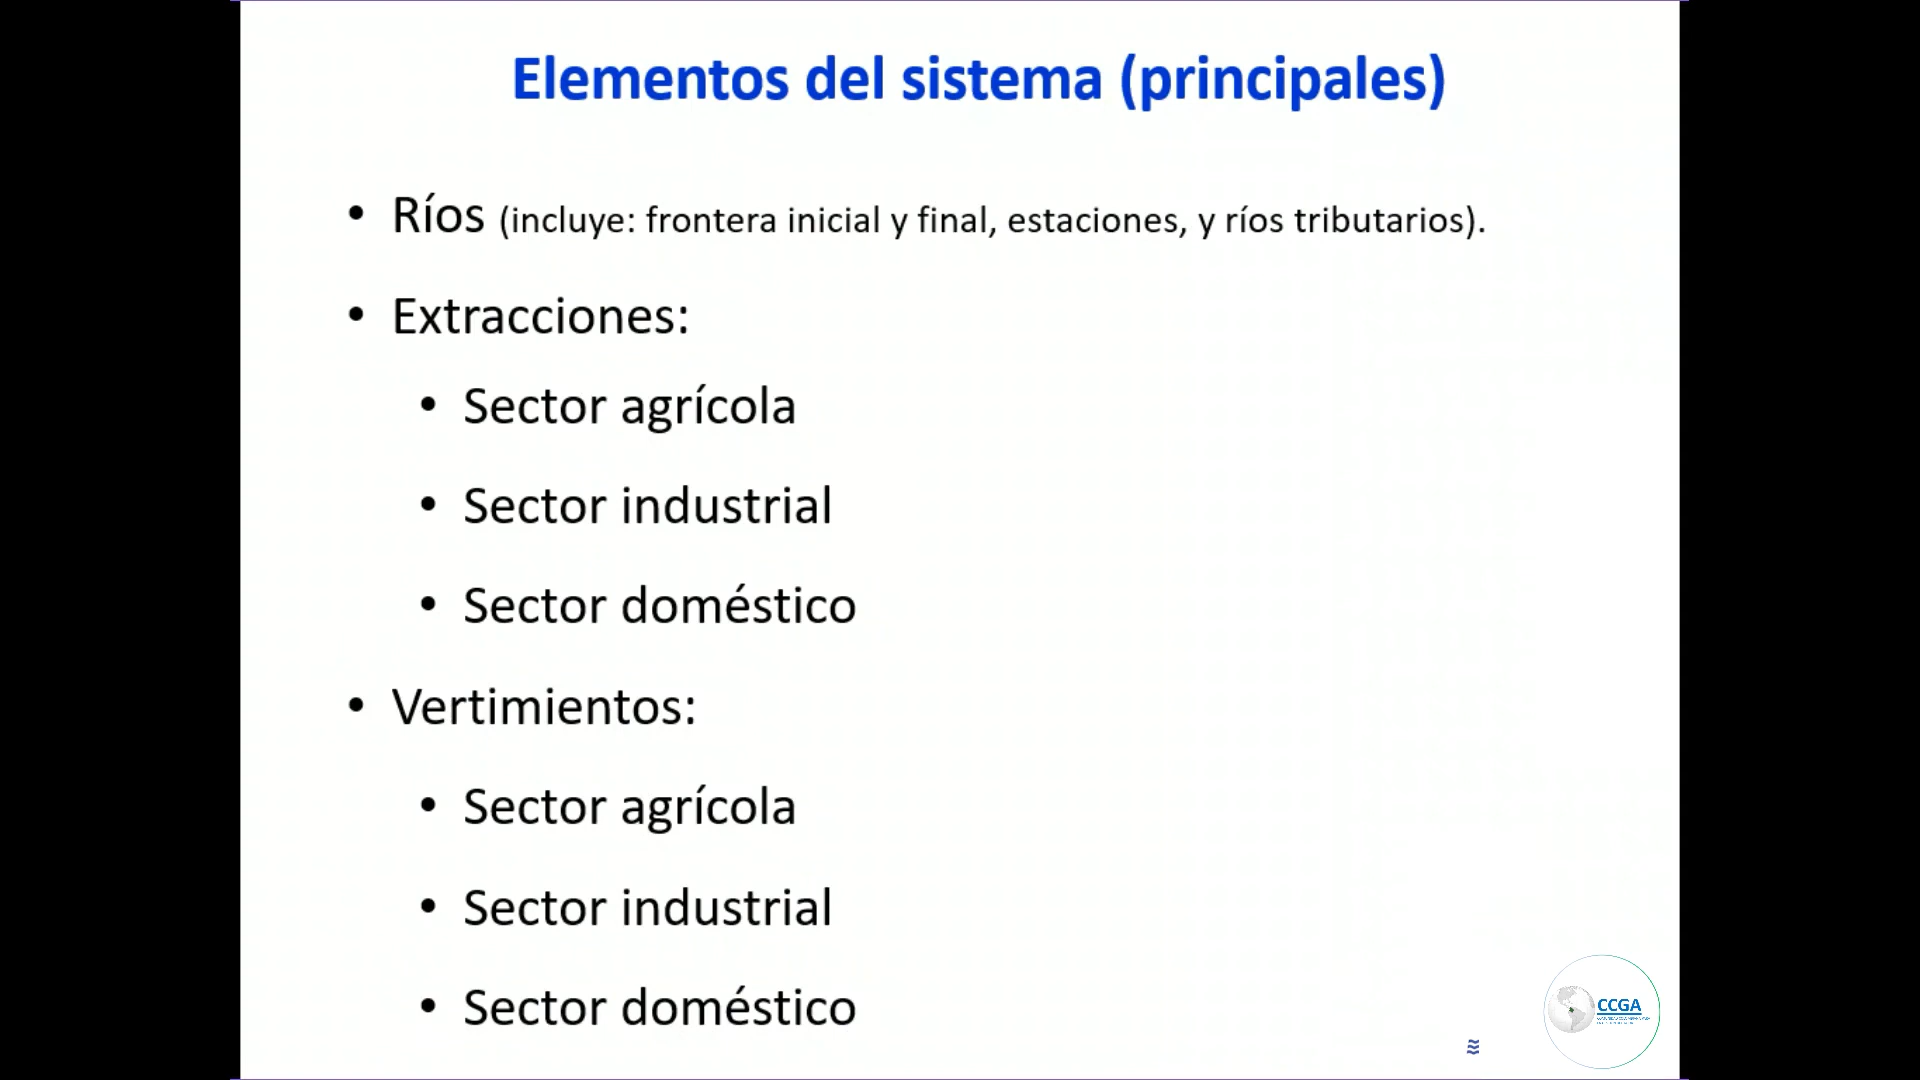 Elementos del sistema (principales)
• Ríos (incluye: frontera inicial y final, estaciones, y ríos tributarios).
• Extracciones:
• Sector agrícola
• Sector industrial
• Sector doméstico
• Vertimientos:
• Sector agrícola
• Sector industrial
• Sector doméstico
CCGA